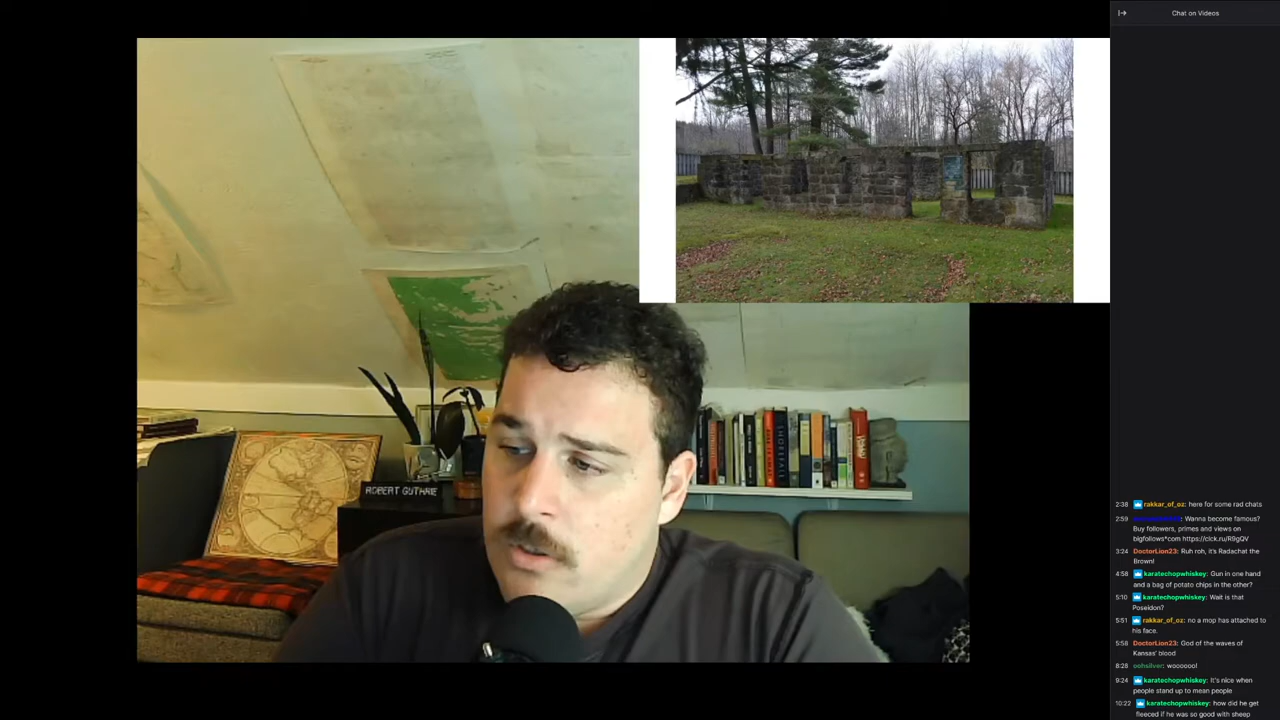 Chat on Videos
ROBERT GUTHRIE
SHOREFALL
2:38 rakkar_of_oz: here for some rad chats
2:59 : Wanna become famous?
Buy followers, primes and views on
bigfollows*com https://clck.ru/R9gQV
3:24 DoctorLion23: Ruh roh, it's Radachat the
Brown!
4:58 karatechopwhiskey: Gun in one hand
and a bag of potato chips in the other?
5:10 karatechopwhiskey: Wait is that
Poseidon?
5:51 rakkar_of_oz: no a mop has attached to
his face.
5:58 DoctorLion23: God of the waves of
Kansas' blood
8:28 oehsilver: wooooo!
9:24 karatechopwhiskey: It's nice when
people stand up to mean people
10:22 karatechopwhiskey: how did he get
fleeced if he was so good with sheep